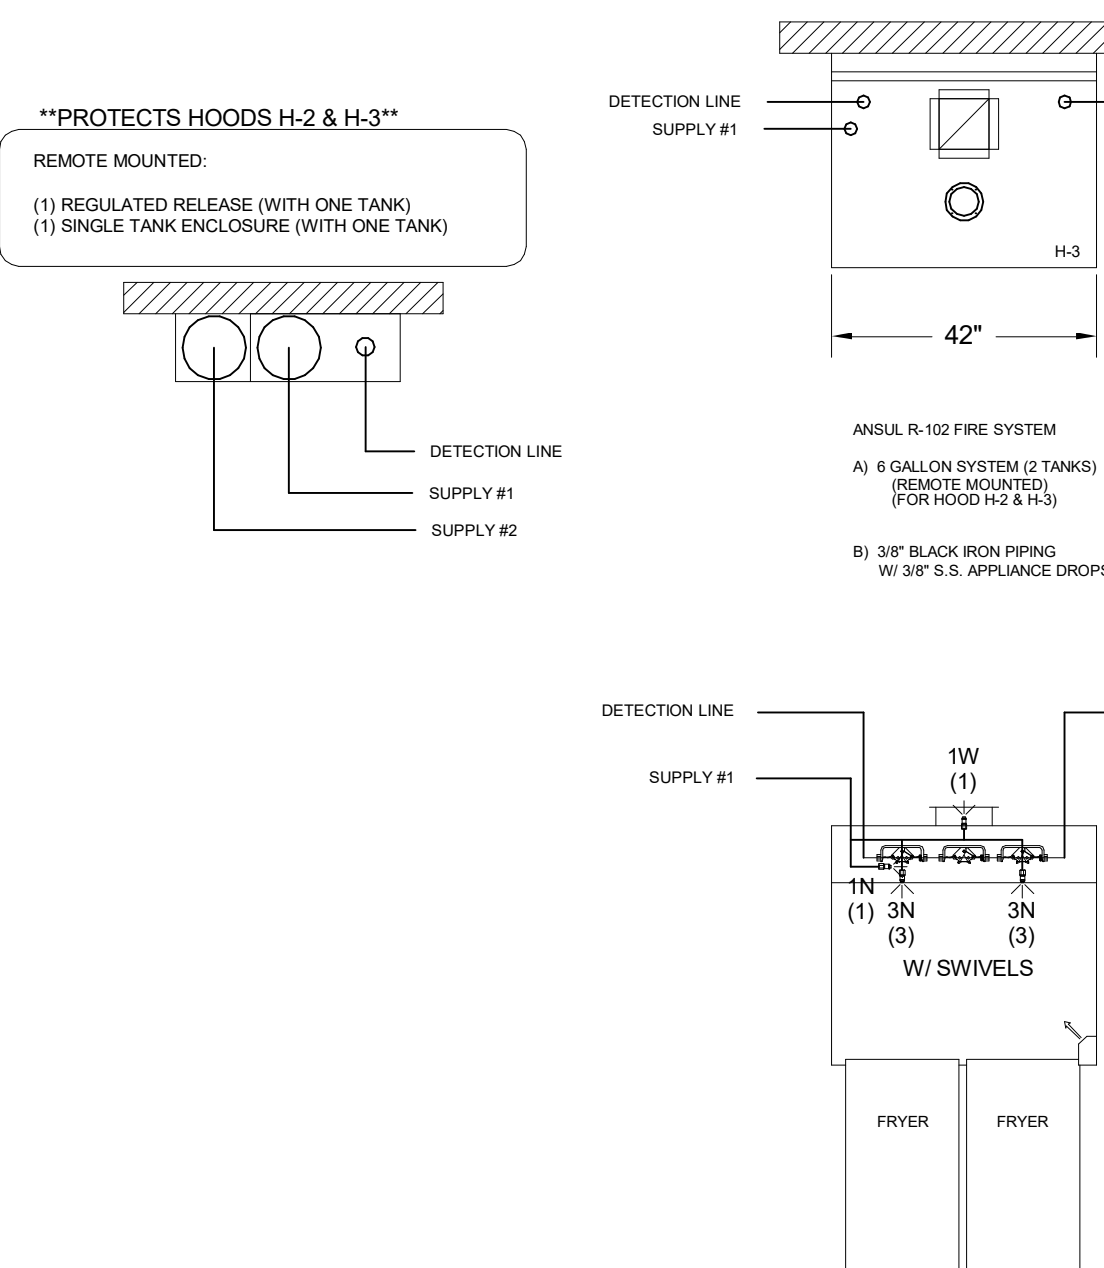 **PROTECTS HOODS H-2 & H-3**
REMOTE MOUNTED:
(1) REGULATED RELEASE (WITH ONE TANK)
(1) SINGLE TANK ENCLOSURE (WITH ONE TANK)
DETECTION LINE
SUPPLY #1
SUPPLY #2
DETECTION LINE
SUPPLY #1
H-3
42"
ANSUL R-102 FIRE SYSTEM
A) 6 GALLON SYSTEM (2 TANKS)
(REMOTE MOUNTED)
(FOR HOOD H-2 & H-3)
B) 3/8" BLACK IRON PIPING
W/ 3/8" S.S. APPLIANCE DROPS
DETECTION LINE
SUPPLY #1
1W
(1)
1N
(1)
3N
(3)
3N
(3)
W/ SWIVELS
FRYER
FRYER